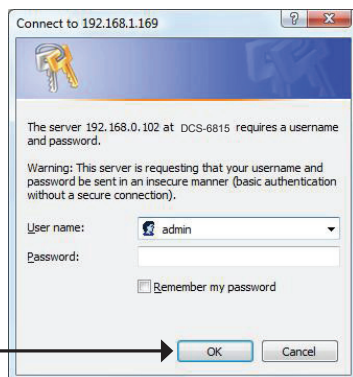 Connect to 192.168.1.169
The server 192.168.0.102 at DCS-6815 requires a username
and password.
Warning: This server is requesting that your username and
password be sent in an insecure manner (basic authentication
without a secure connection).
User name:
admin
Password:
Remember my password
OK
Cancel